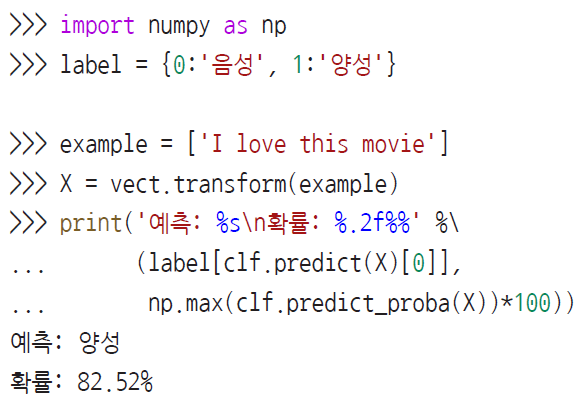 >>> import numpy as np
>>> label = {0:'음성', 1:'양성'}
>>> example = ['I love this movie']
>>> X = vect.transform(example)
>>> print('예측: %s\n확률: %.2f%%' %\
...       (label[clf.predict(X)[0]],
...        np.max(clf.predict_proba(X))*100))
예측: 양성
확률: 82.52%